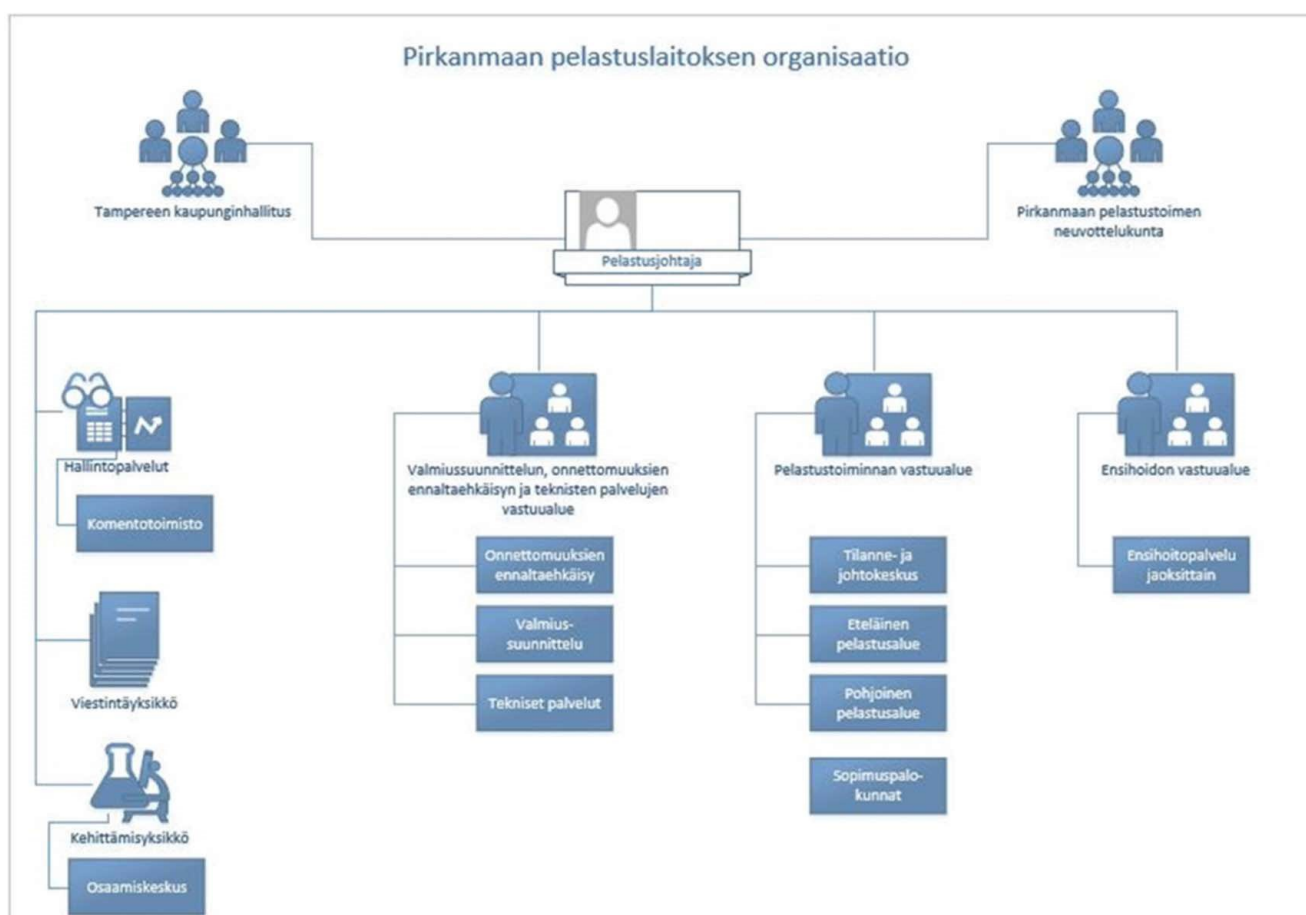 Pirkanmaan pelastuslaitoksen organisaatio
Tampereen kaupunginhallitus
Pirkanmaan pelastustoimen
neuvottelukunta
Pelastusjohtaja
Hallintopalvelut
Komentotoimisto
Viestintäyksikkö
Kehittämisyksikkö
Osaamiskeskus
Valmiussuunnittelun, onnettomuuksien
ennaltaehkäisyn ja teknisten palvelujen
vastuualue
Onnettomuuksien
ennaltaehkäisy
Valmius-
suunnittelu
Tekniset palvelut
Pelastustoiminnan vastuualue
Tilanne- ja
johtokeskus
Eteläinen
pelastusalue
Pohjoinen
pelastusalue
Sopimuspalo-
kunnat
Ensihoidon vastuualue
Ensihoitopalvelu
jaoksittain